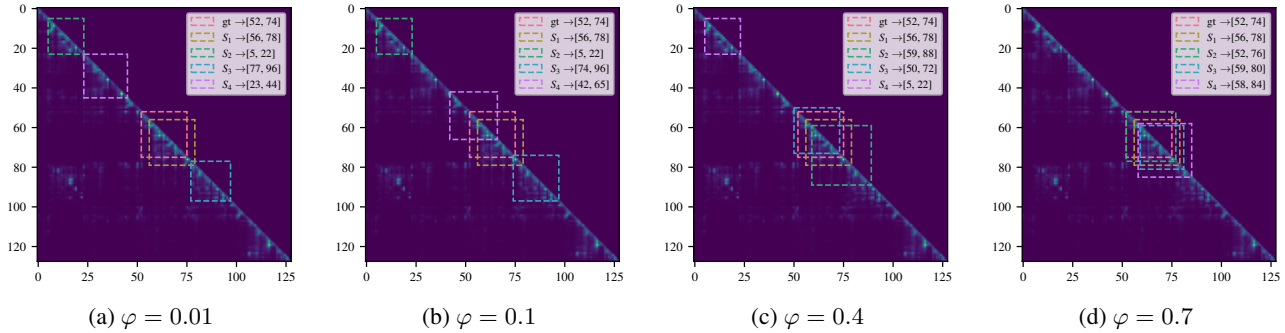 0
20
40
60
80
100
120
0 25 50 75 100 125
gt →[52, 74]
S1 →[56, 78]
S2 →[5, 22]
S3 →[77, 96]
S4 →[23, 44]
(a) φ = 0.01
0
20
40
60
80
100
120
0 25 50 75 100 125
gt →[52, 74]
S1 →[56, 78]
S2 →[5, 22]
S3 →[74, 96]
S4 →[42, 65]
(b) φ = 0.1
0
20
40
60
80
100
120
0 25 50 75 100 125
gt →[52, 74]
S1 →[56, 78]
S2 →[59, 88]
S3 →[50, 72]
S4 →[5, 22]
(c) φ = 0.4
0
20
40
60
80
100
120
0 25 50 75 100 125
gt →[52, 74]
S1 →[56, 78]
S2 →[52, 76]
S3 →[59, 80]
S4 →[58, 84]
(d) φ = 0.7